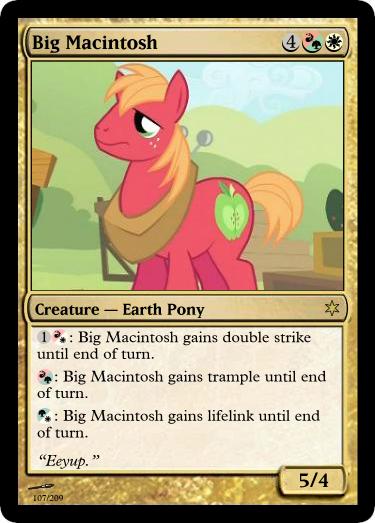 Big Macintosh 4
Creature — Earth Pony
1 : Big Macintosh gains double strike
until end of turn.
: Big Macintosh gains trample until end
of turn.
: Big Macintosh gains lifelink until end
of turn.
“Eeyup.”
5/4
107/209